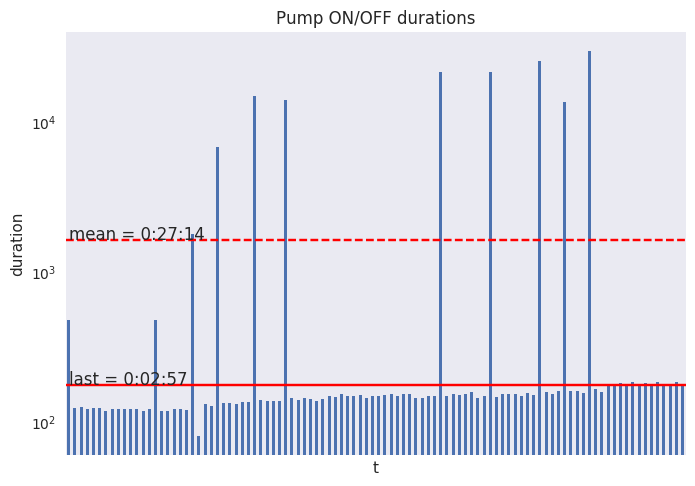 Pump ON/OFF durations
10⁴
mean = 0:27:14
duration
10³
last = 0:02:57
10²
t